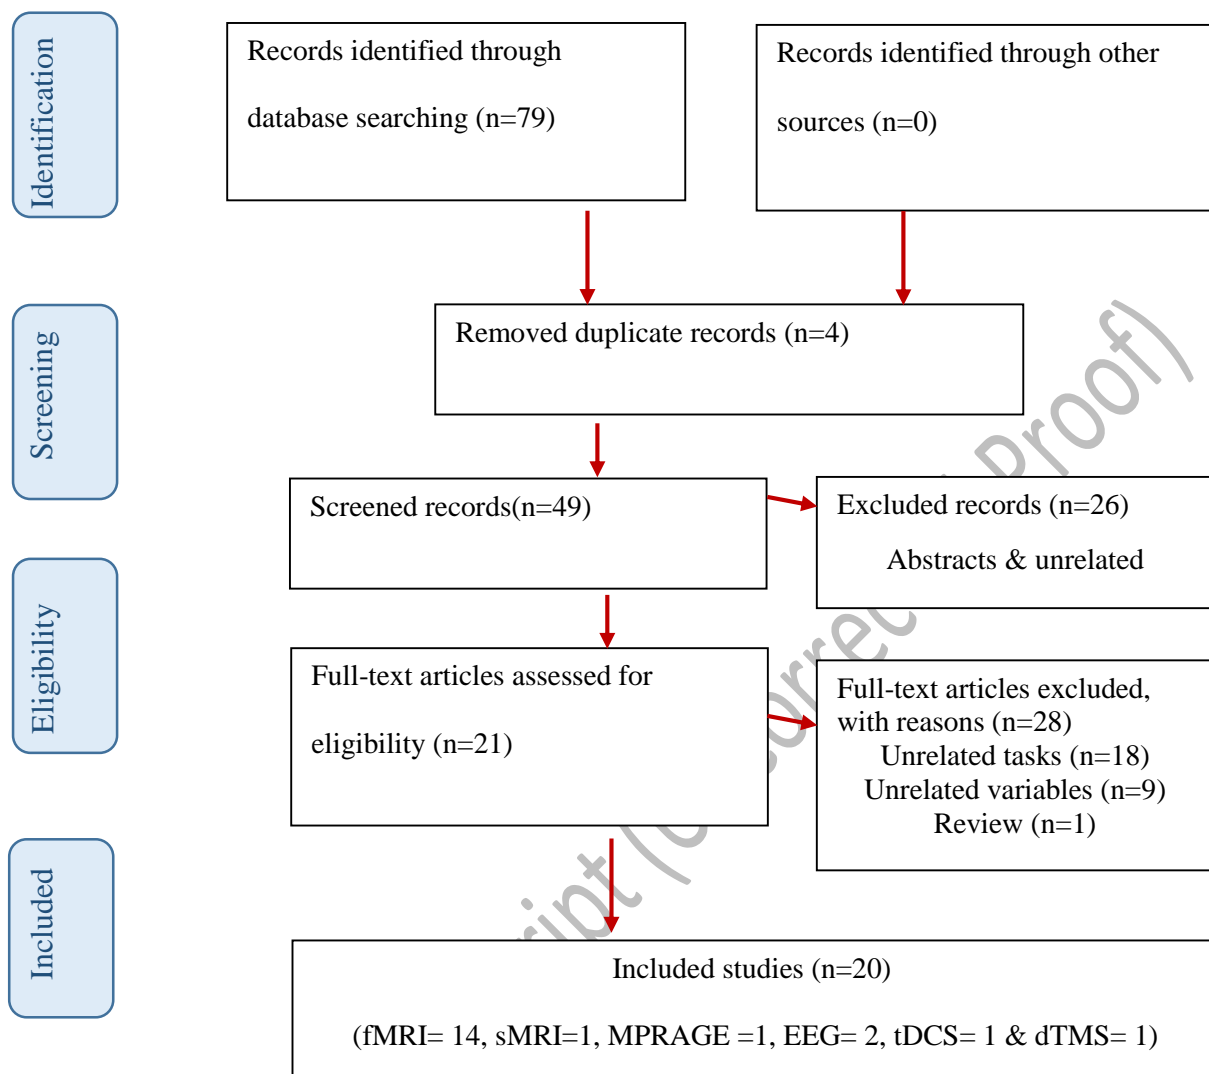 Identification
Records identified through
database searching (n=79)
Records identified through other
sources (n=0)
Screening
Removed duplicate records (n=4)
Screened records(n=49)
Excluded records (n=26)
Abstracts & unrelated
Eligibility
Full-text articles assessed for
eligibility (n=21)
Full-text articles excluded,
with reasons (n=28)
Unrelated tasks (n=18)
Unrelated variables (n=9)
Review (n=1)
Included
Included studies (n=20)
(fMRI= 14, sMRI=1, MPRAGE =1, EEG= 2, tDCS= 1 & dTMS= 1)
Proof)